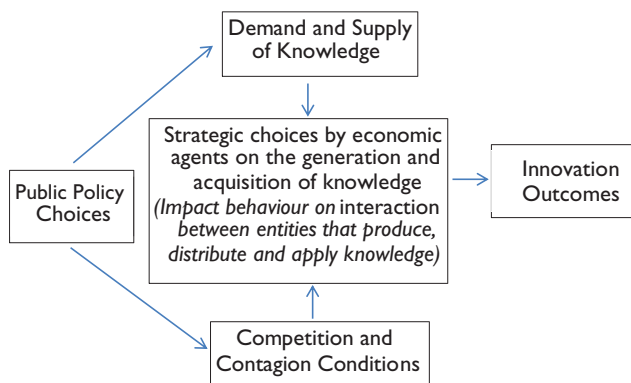 Demand and Supply
of Knowledge
Strategic choices by economic
agents on the generation and
acquisition of knowledge
(Impact behaviour on interaction
between entities that produce,
distribute and apply knowledge)
Public Policy
Choices
Innovation
Outcomes
Competition and
Contagion Conditions